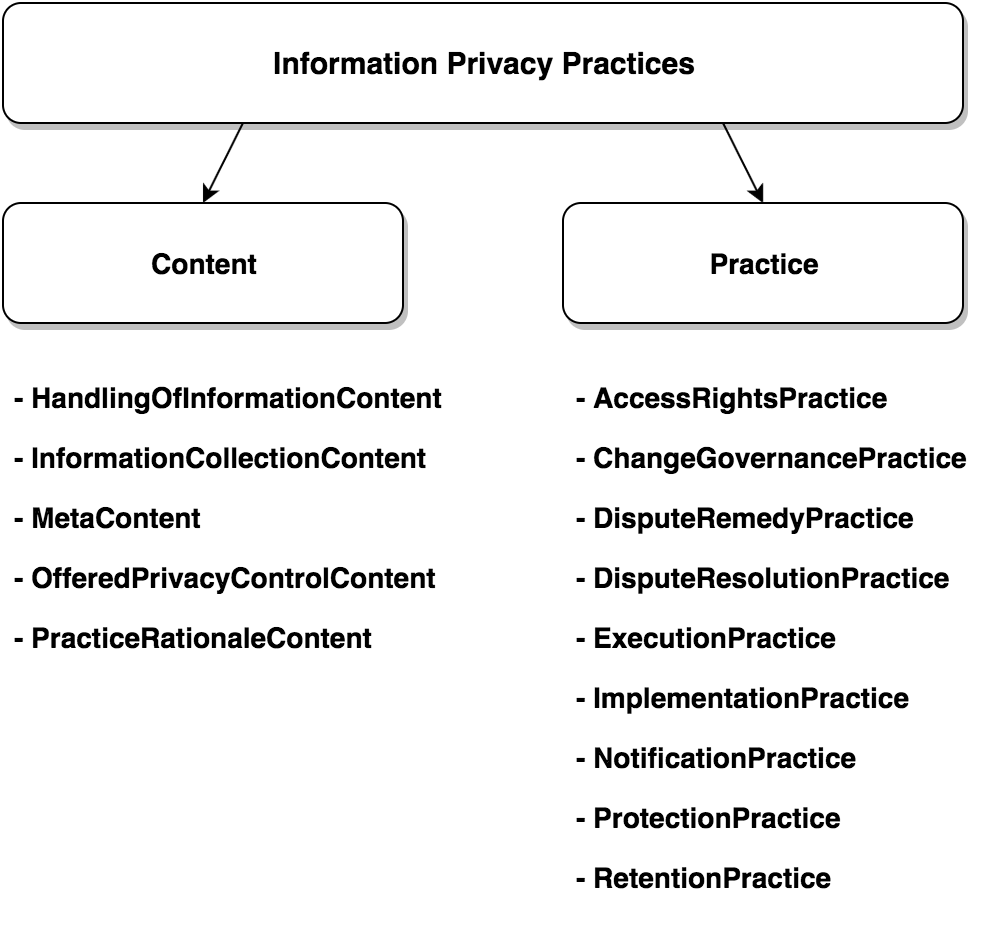 Information Privacy Practices
Content
Practice
- HandlingOfInformationContent
- InformationCollectionContent
- MetaContent
- OfferedPrivacyControlContent
- PracticeRationaleContent
- AccessRightsPractice
- ChangeGovernancePractice
- DisputeRemedyPractice
- DisputeResolutionPractice
- ExecutionPractice
- ImplementationPractice
- NotificationPractice
- ProtectionPractice
- RetentionPractice